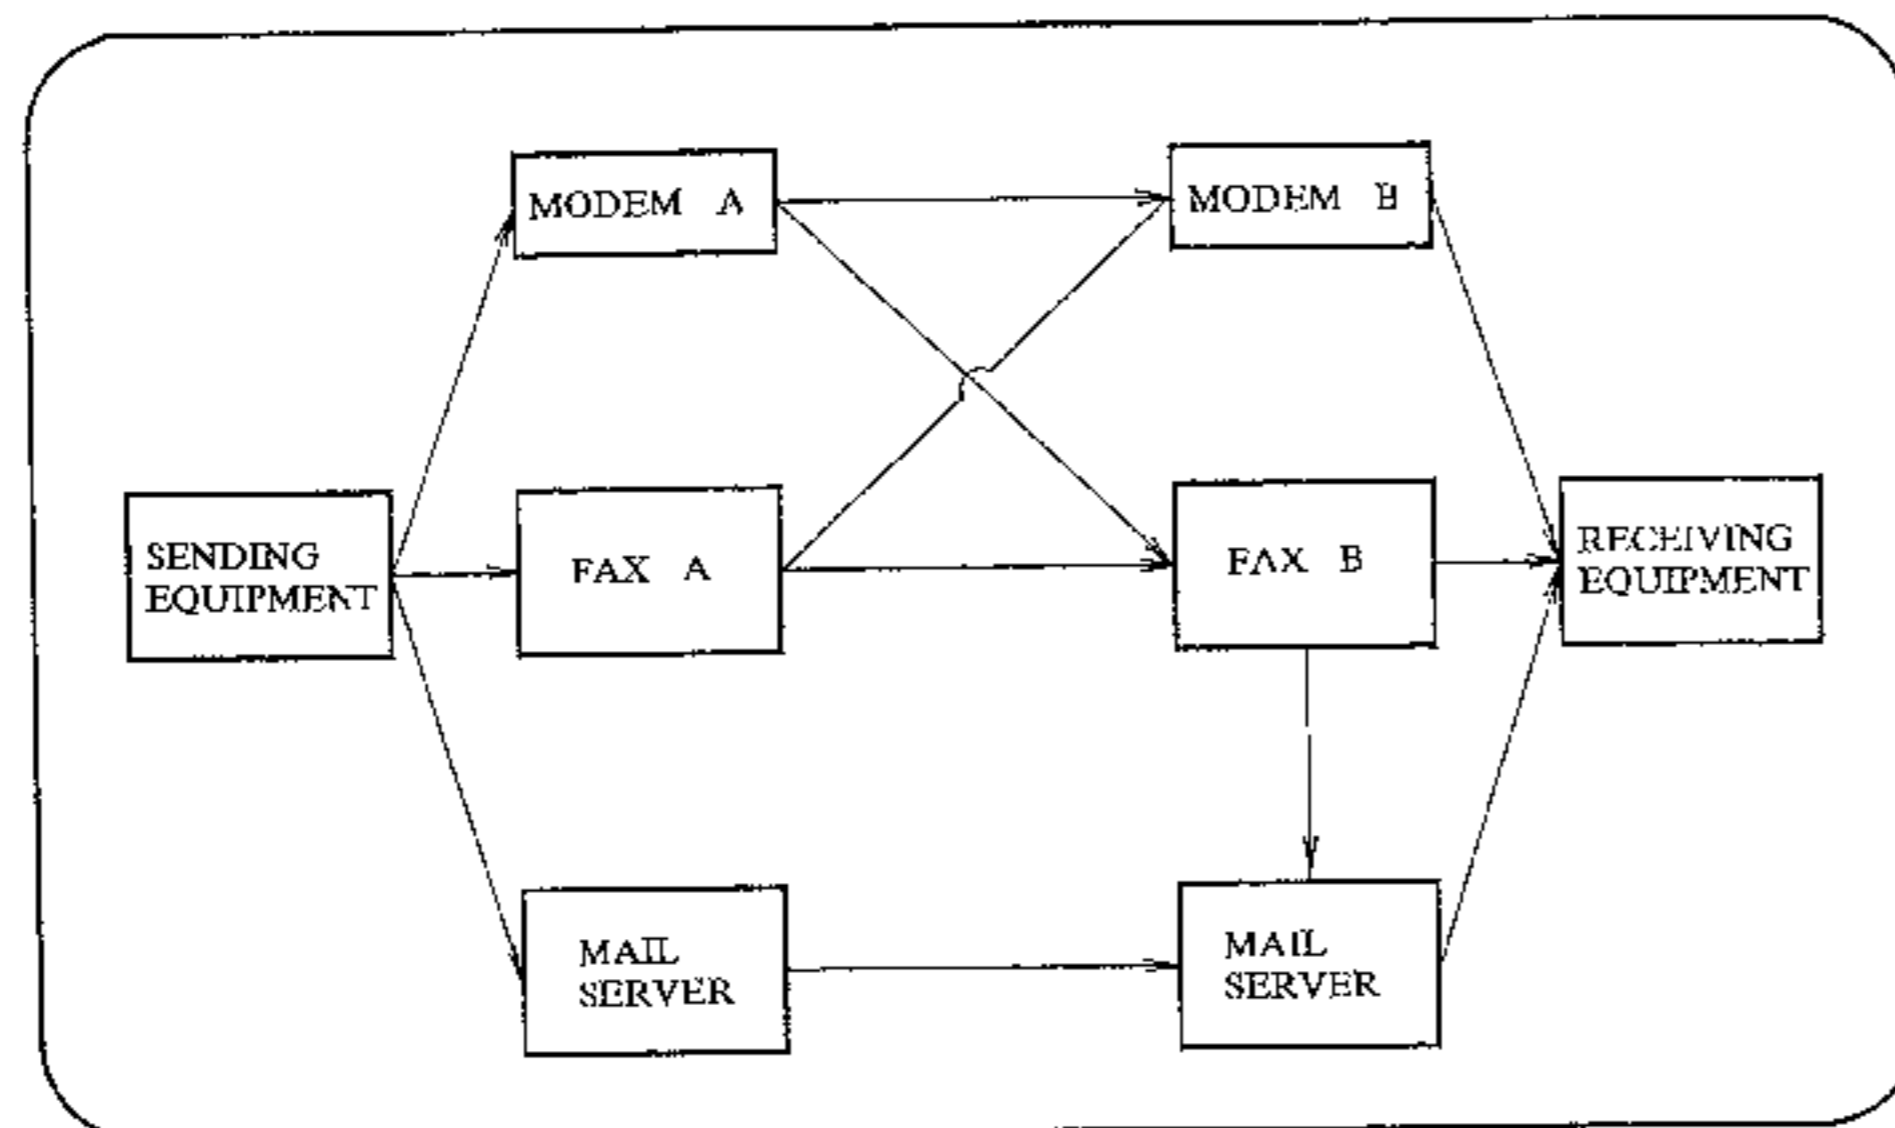 MODEM A
MODEM B
SENDING
EQUIPMENT
FAX A
FAX B
RECEIVING
EQUIPMENT
MAIL
SERVER
MAIL
SERVER